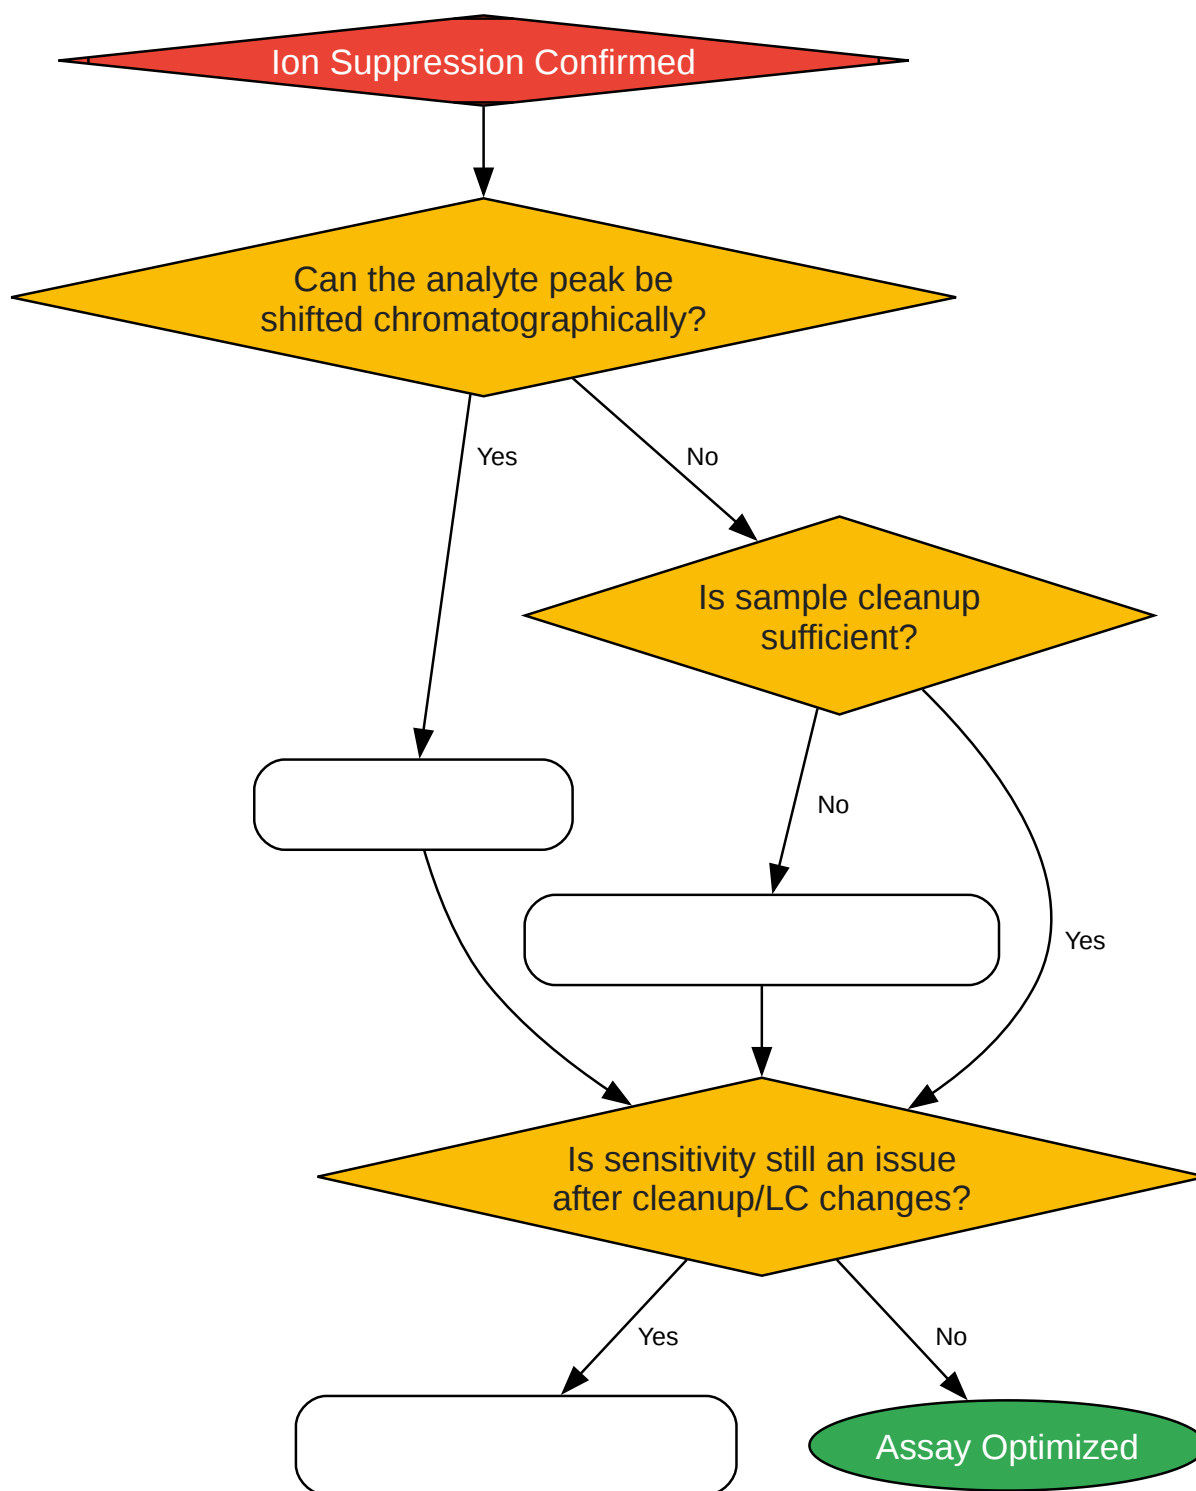 Ion Suppression Confirmed
Can the analyte peak be
shifted chromatographically?
Yes
No
Is sample cleanup
sufficient?
No
Yes
Is sensitivity still an issue
after cleanup/LC changes?
Yes
No
Assay Optimized